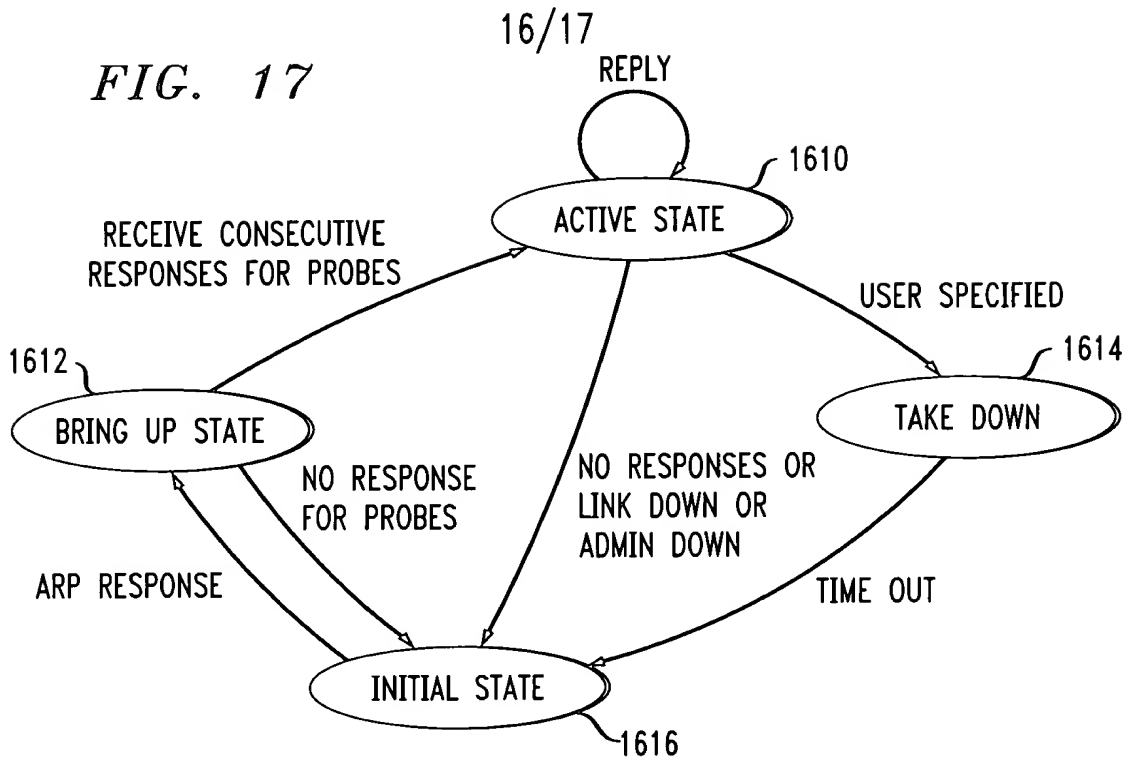 16/17
FIG. 17
REPLY
1610
ACTIVE STATE
RECEIVE CONSECUTIVE
RESPONSES FOR PROBES
USER SPECIFIED
1612
1614
BRING UP STATE
TAKE DOWN
NO RESPONSE
FOR PROBES
NO RESPONSES OR
LINK DOWN OR
ADMIN DOWN
ARP RESPONSE
TIME OUT
INITIAL STATE
1616